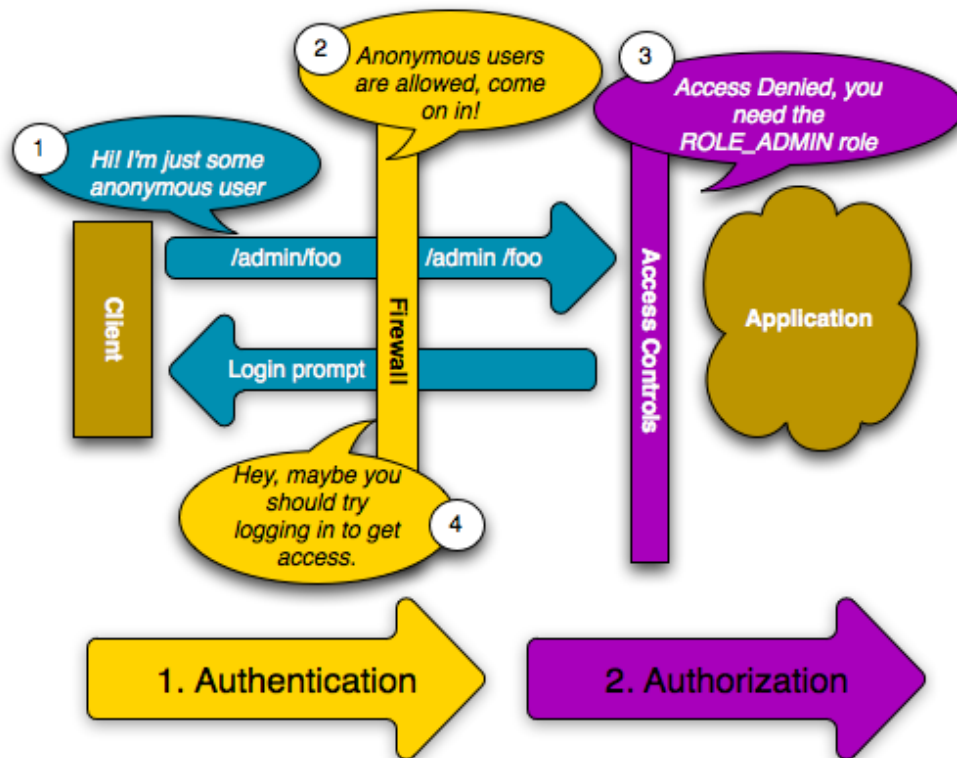 1
Hi! I'm just some
anonymous user
2
Anonymous users
are allowed, come
on in!
3
Access Denied, you
need the
ROLE_ADMIN role
Client
/admin/foo
Firewall
/admin /foo
Access Controls
Application
Login prompt
Hey, maybe you
should try
logging in to get
access.
4
1. Authentication
2. Authorization